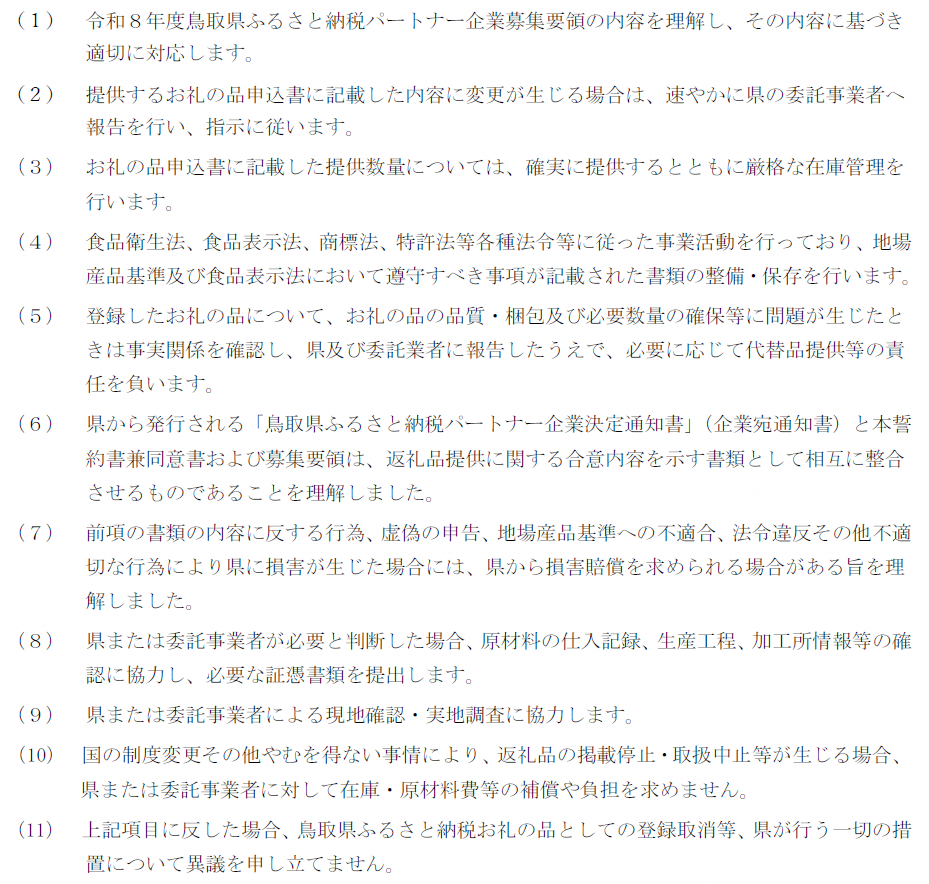 （１） 令和８年度鳥取県ふるさと納税パートナー企業募集要領の内容を理解し、その内容に基づき
適切に対応します。
（２） 提供するお礼の品申込書に記載した内容に変更が生じる場合は、速やかに県の委託事業者へ
報告を行い、指示に従います。
（３） お礼の品申込書に記載した提供数量については、確実に提供するとともに厳格な在庫管理を
行います。
（４） 食品衛生法、食品表示法、商標法、特許法等各種法令等に従った事業活動を行っており、地場
産品基準及び食品表示法において遵守すべき事項が記載された書類の整備・保存を行います。
（５） 登録したお礼の品について、お礼の品の品質・梱包及び必要数量の確保等に問題が生じたと
きは事実関係を確認し、県及び委託業者に報告したうえで、必要に応じて代替品提供等の責
任を負います。
（６） 県から発行される「鳥取県ふるさと納税パートナー企業決定通知書」（企業宛通知書）と本誓
約書兼同意書および募集要領は、返礼品提供に関する合意内容を示す書類として相互に整合
させるものであることを理解しました。
（７） 前項の書類の内容に反する行為、虚偽の申告、地場産品基準への不適合、法令違反その他不適
切な行為により県に損害が生じた場合には、県から損害賠償を求められる場合がある旨を理
解しました。
（８） 県または委託事業者が必要と判断した場合、原材料の仕入記録、生産工程、加工所情報等の確
認に協力し、必要な証憑書類を提出します。
（９） 県または委託事業者による現地確認・実地調査に協力します。
（10） 国の制度変更その他やむを得ない事情により、返礼品の掲載停止・取扱中止等が生じる場合、
県または委託事業者に対して在庫・原材料費等の補償や負担を求めません。
（11） 上記項目に反した場合、鳥取県ふるさと納税お礼の品としての登録取消等、県が行う一切の措
置について異議を申し立てません。